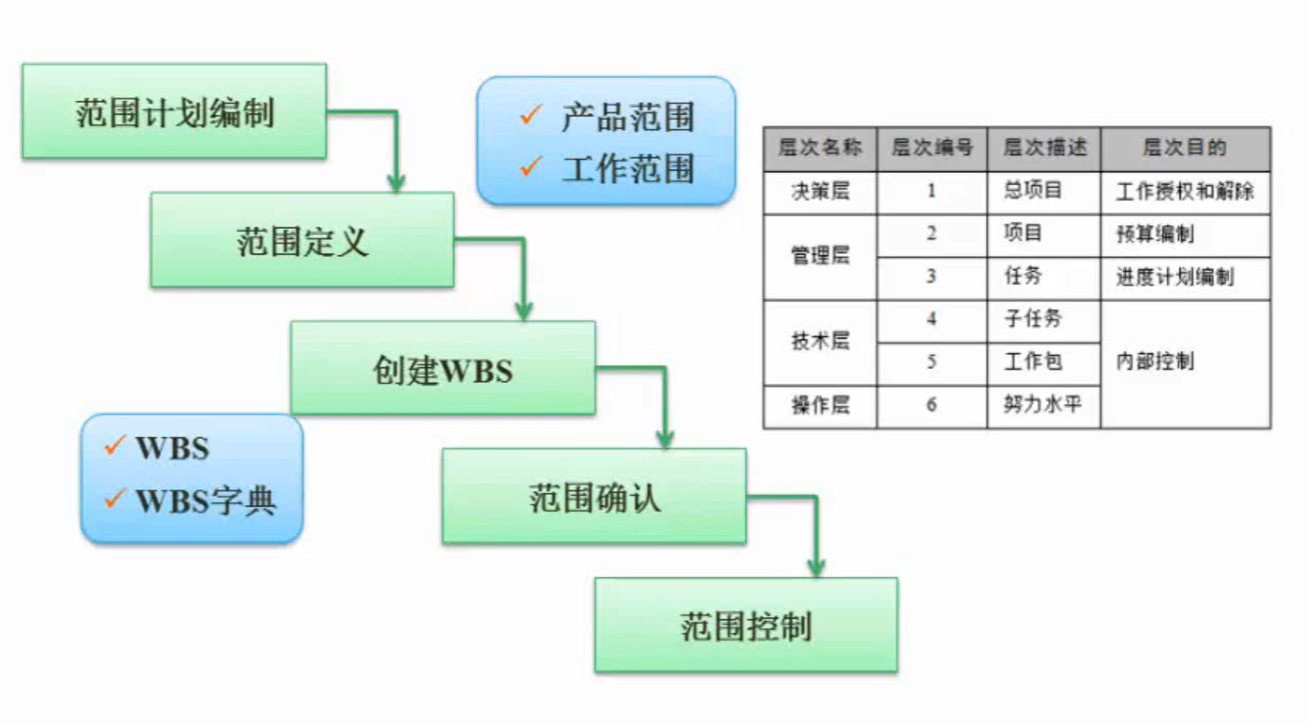 范围计划编制
✓ 产品范围
✓ 工作范围
范围定义
创建WBS
✓ WBS
✓ WBS字典
范围确认
范围控制
层次名称 层次编号 层次描述 层次目的
决策层 1 总项目 工作授权和解除
管理层 2 项目 预算编制
3 任务 进度计划编制
技术层 4 子任务 内部控制
5 工作包
操作层 6 努力水平